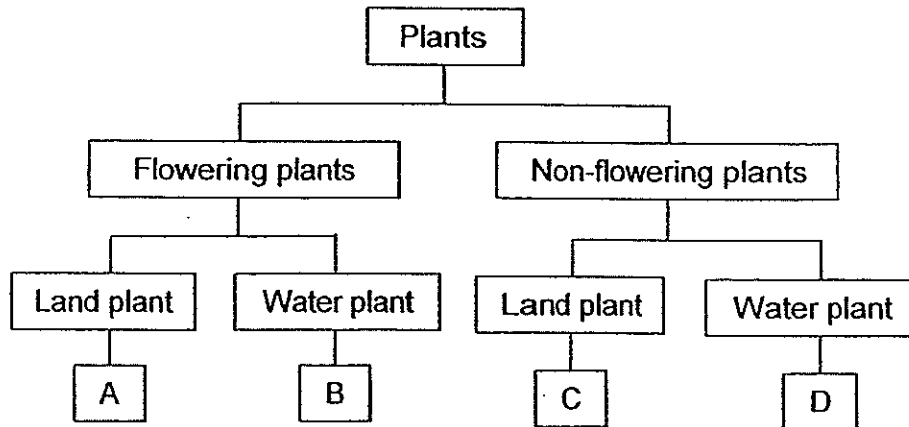 Plants
Flowering plants
Non-flowering plants
Land plant
Water plant
Land plant
Water plant
A
B
C
D